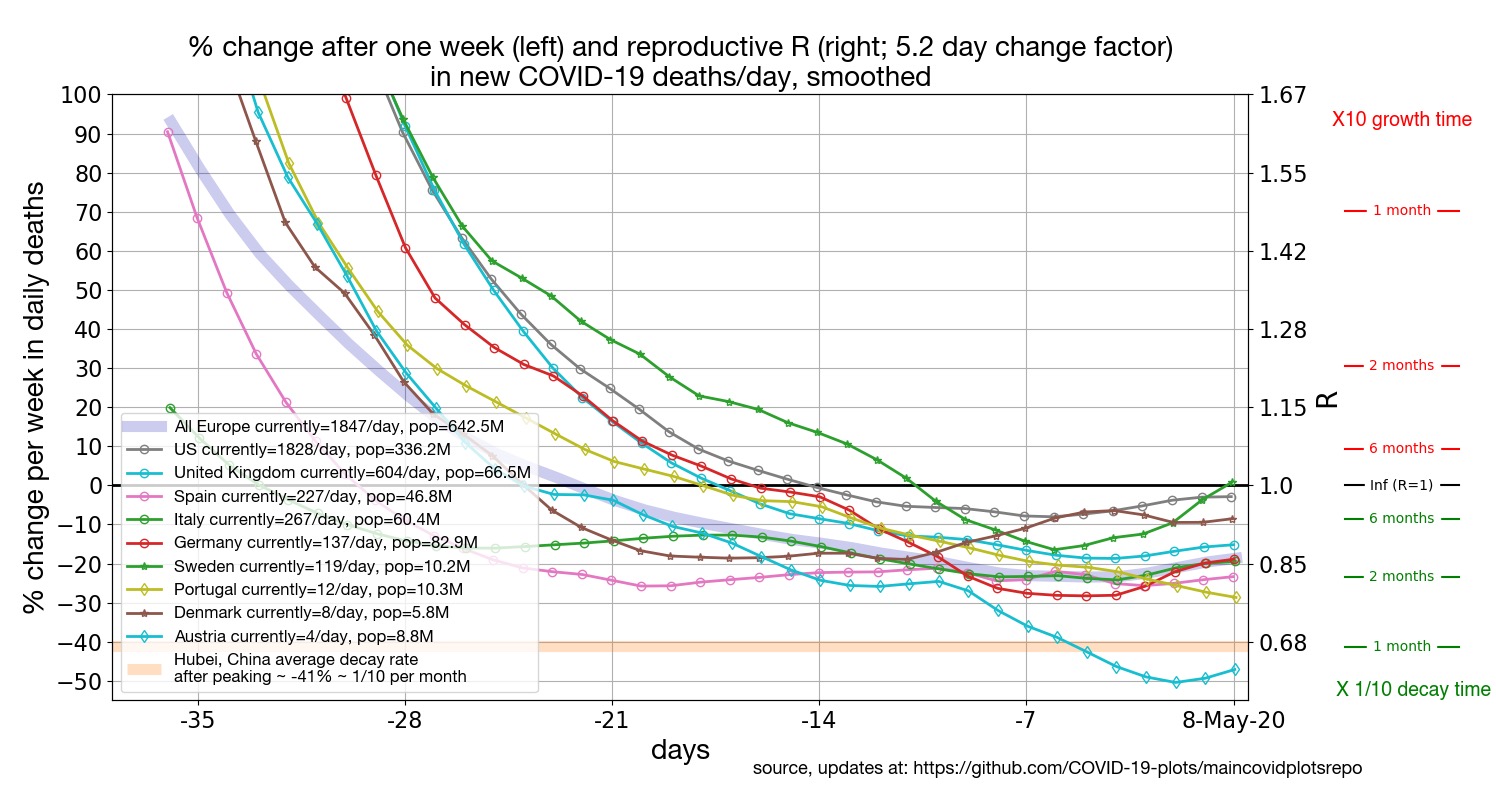 % change after one week (left) and reproductive R (right; 5.2 day change factor)
in new COVID-19 deaths/day, smoothed
100
90
80
70
60
50
40
30
20
10
0
−10
−20
−30
−40
−50
% change per week in daily deaths
All Europe currently=1847/day, pop=642.5M
US currently=1828/day, pop=336.2M
United Kingdom currently=604/day, pop=66.5M
Spain currently=227/day, pop=46.8M
Italy currently=267/day, pop=60.4M
Germany currently=137/day, pop=82.9M
Sweden currently=119/day, pop=10.2M
Portugal currently=12/day, pop=10.3M
Denmark currently=8/day, pop=5.8M
Austria currently=4/day, pop=8.8M
Hubei, China average decay rate
after peaking ~ -41% ~ 1/10 per month
-35
-28
-21
-14
-7
8-May-20
days
1.67
1.55
1.42
1.28
1.15
1.0
0.85
0.68
R
X10 growth time
1 month
2 months
6 months
Inf (R=1)
6 months
2 months
1 month
X 1/10 decay time
source, updates at: https://github.com/COVID-19-plots/maincovidplotsrepo